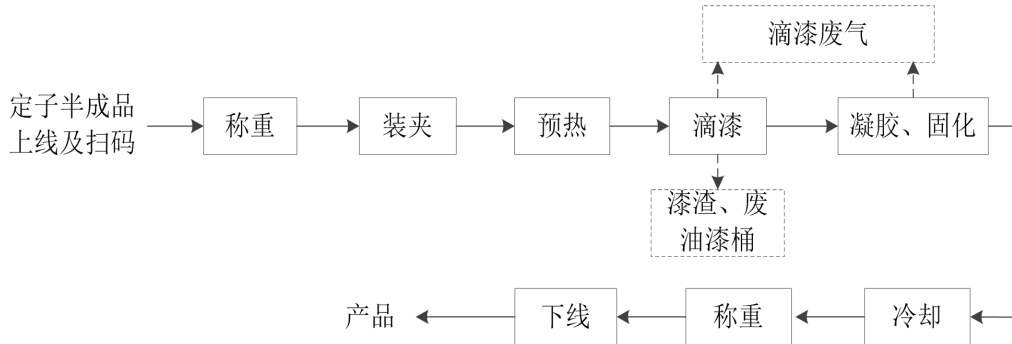 滴漆废气
定子半成品
上线及扫码
称重
装夹
预热
滴漆
凝胶、固化
漆渣、废
油漆桶
产品
下线
称重
冷却